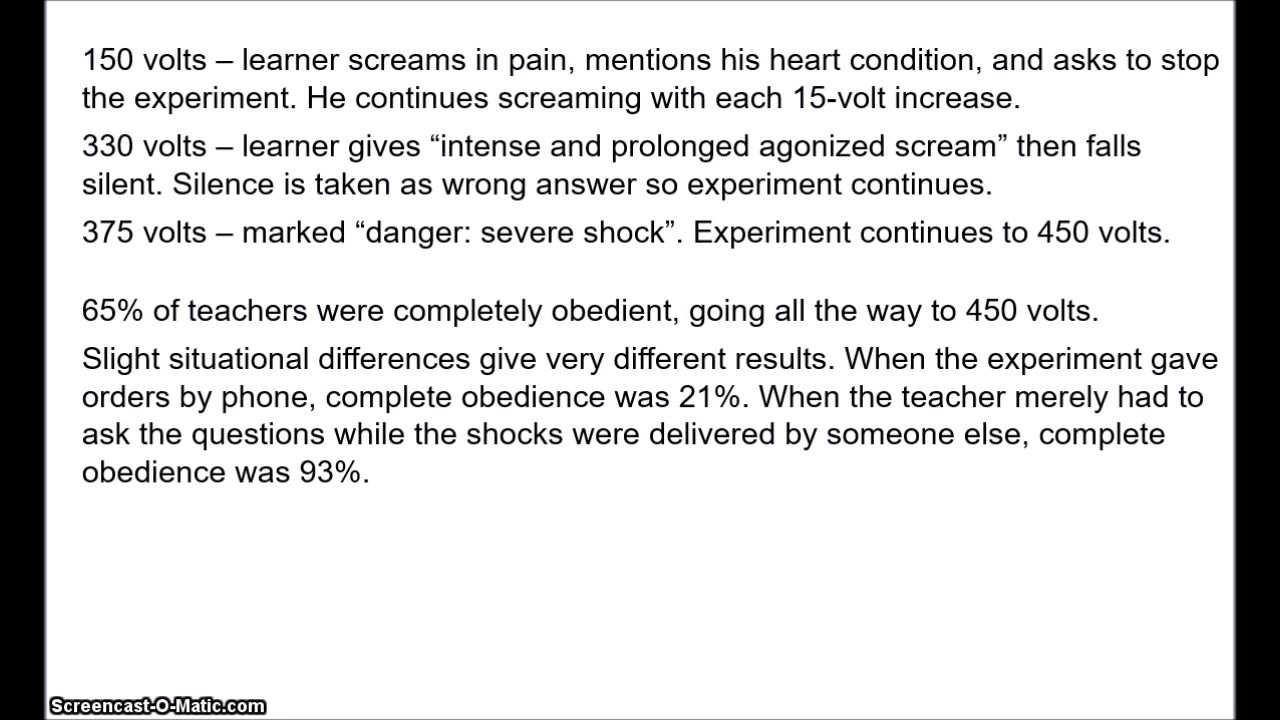 150 volts – learner screams in pain, mentions his heart condition, and asks to stop
the experiment. He continues screaming with each 15-volt increase.
330 volts – learner gives “intense and prolonged agonized scream” then falls
silent. Silence is taken as wrong answer so experiment continues.
375 volts – marked “danger: severe shock”. Experiment continues to 450 volts.
65% of teachers were completely obedient, going all the way to 450 volts.
Slight situational differences give very different results. When the experiment gave
orders by phone, complete obedience was 21%. When the teacher merely had to
ask the questions while the shocks were delivered by someone else, complete
obedience was 93%.
Screencast-O-Matic.com